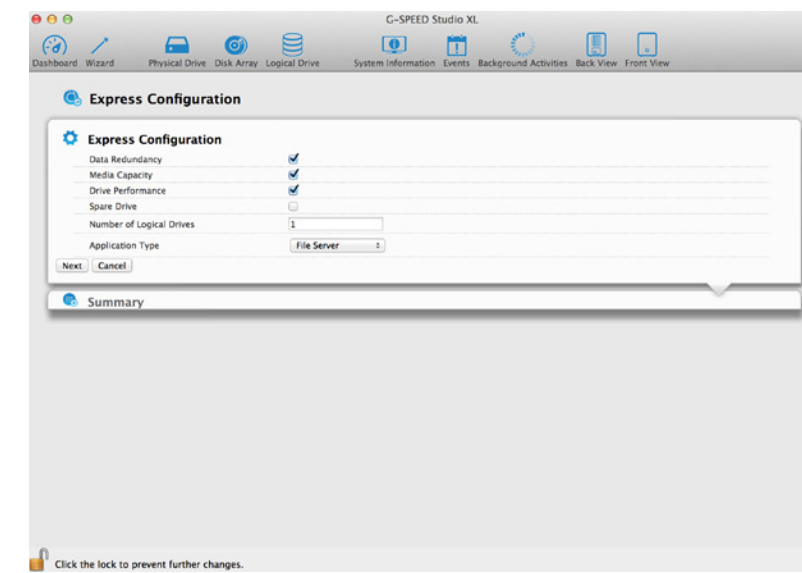 G-SPEED Studio XL
Dashboard Wizard Physical Drive Disk Array Logical Drive System Information Events Background Activities Back View Front View
Express Configuration
Express Configuration
Data Redundancy
Media Capacity
Drive Performance
Spare Drive
Number of Logical Drives 1
Application Type File Server
Next Cancel
Summary
Click the lock to prevent further changes.